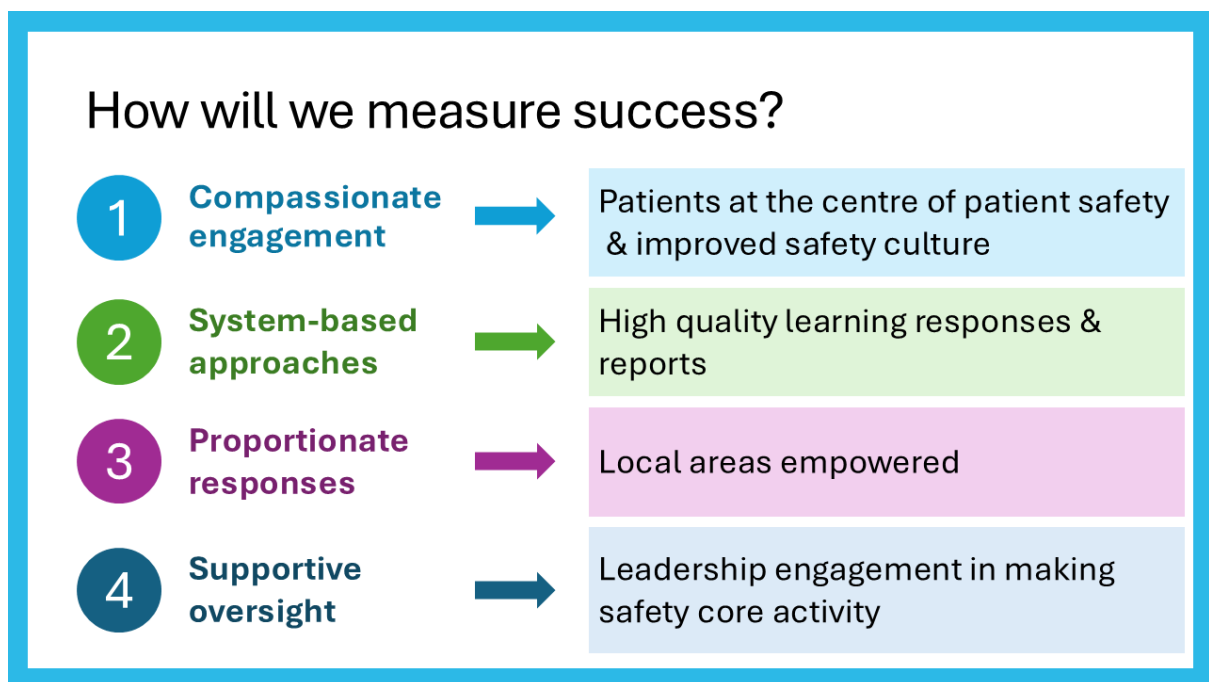 How will we measure success?
1
Compassionate
engagement
Patients at the centre of patient safety
& improved safety culture
2
System-based
approaches
High quality learning responses &
reports
3
Proportionate
responses
Local areas empowered
4
Supportive
oversight
Leadership engagement in making
safety core activity